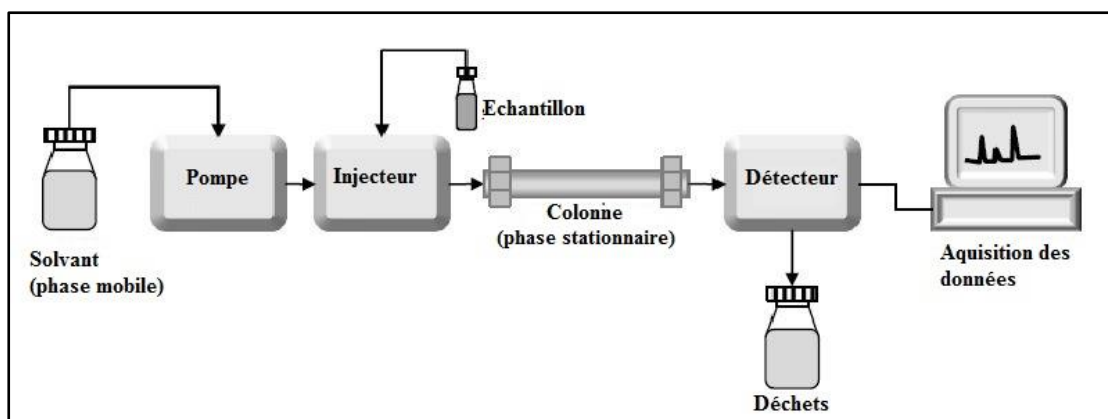 Echantillon
Pompe
Injecteur
Détecteur
Colonne
(phase stationnaire)
Solvant
(phase mobile)
Aquisition des
données
Déchets